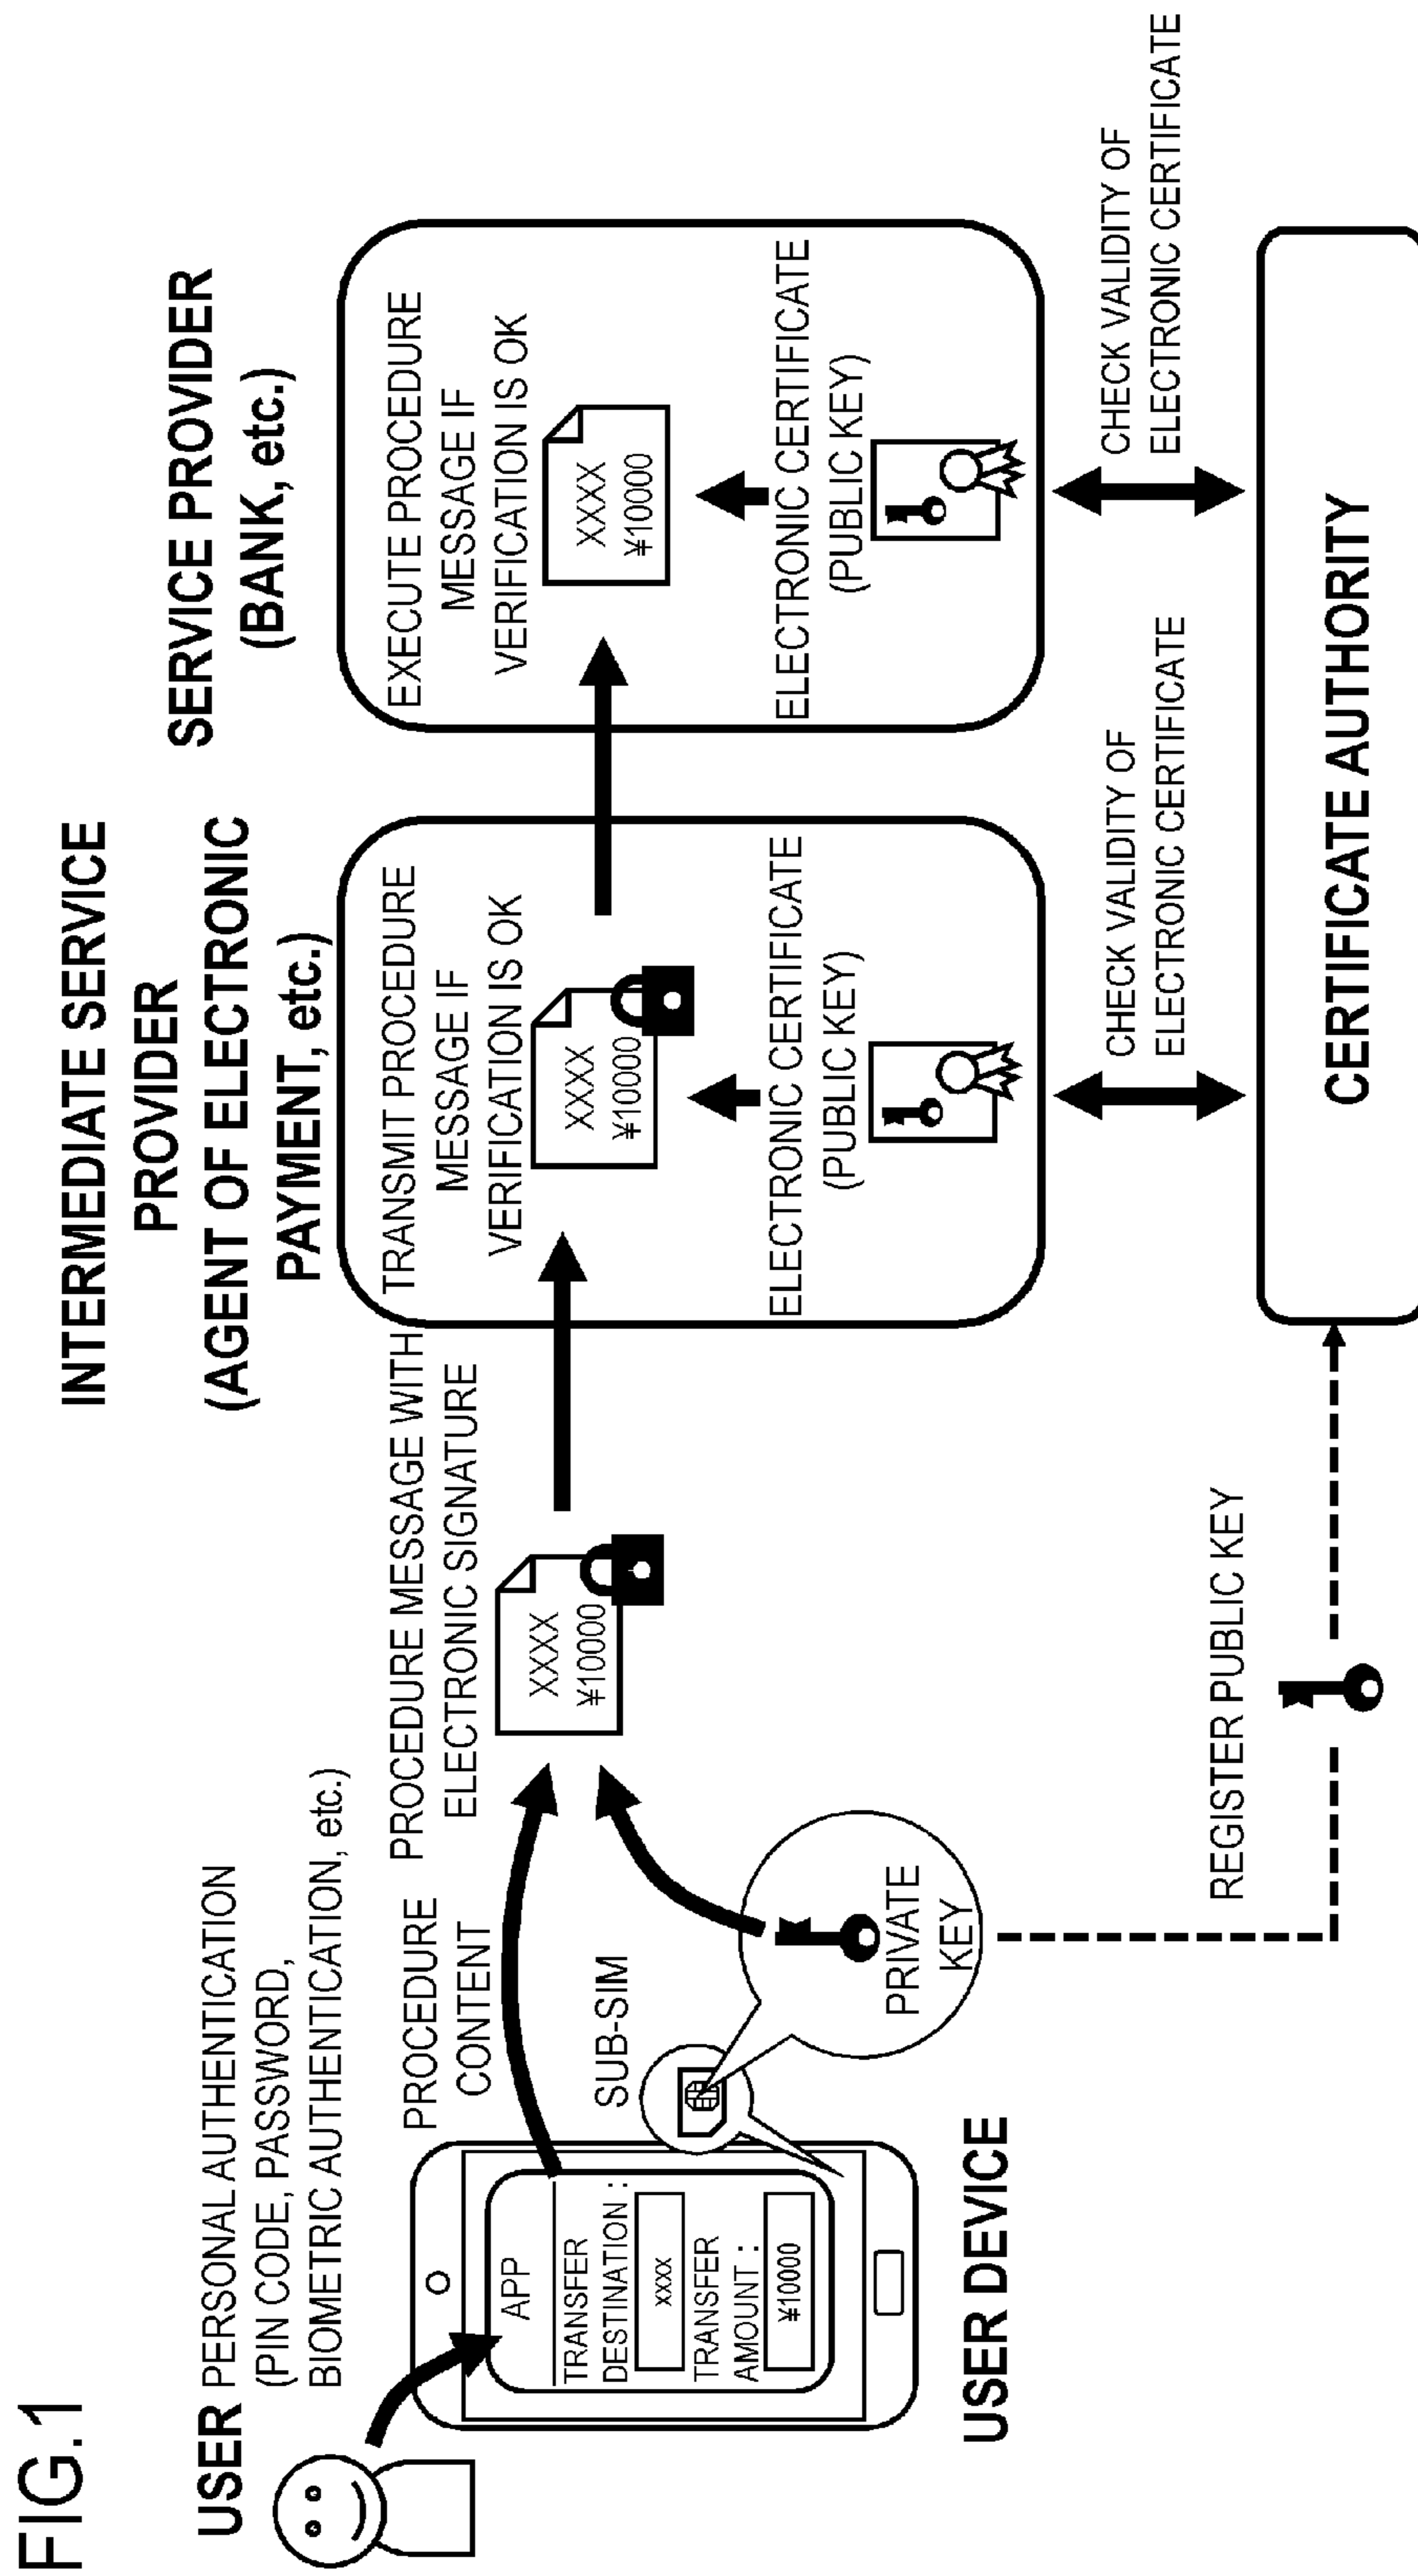 FIG.1
USER
PERSONAL AUTHENTICATION
(PIN CODE, PASSWORD,
BIOMETRIC AUTHENTICATION, etc.)
APP
TRANSFER
DESTINATION :
xxxx
TRANSFER
AMOUNT :
¥10000
USER DEVICE
PROCEDURE
CONTENT
SUB-SIM
PRIVATE
KEY
PROCEDURE MESSAGE WITH
ELECTRONIC SIGNATURE
XXXX
¥10000
REGISTER PUBLIC KEY
INTERMEDIATE SERVICE
PROVIDER
(AGENT OF ELECTRONIC
PAYMENT, etc.)
TRANSMIT PROCEDURE
MESSAGE IF
VERIFICATION IS OK
XXXX
¥10000
ELECTRONIC CERTIFICATE
(PUBLIC KEY)
CHECK VALIDITY OF
ELECTRONIC CERTIFICATE
SERVICE PROVIDER
(BANK, etc.)
EXECUTE PROCEDURE
MESSAGE IF
VERIFICATION IS OK
XXXX
¥10000
ELECTRONIC CERTIFICATE
(PUBLIC KEY)
CHECK VALIDITY OF
ELECTRONIC CERTIFICATE
CERTIFICATE AUTHORITY